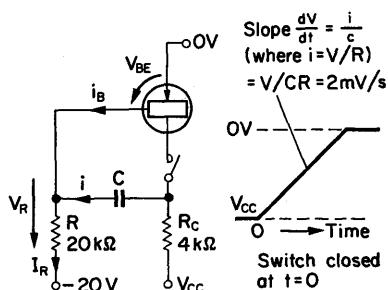 0V
V_BE
i_B
V_R
i
C
R
20kΩ
I_R
-20V
R_C
4kΩ
V_CC
Slope dV/dt = i/c
(where i=V/R)
=V/CR=2mV/s
0V
V_CC
0 → Time
Switch closed
at t=0